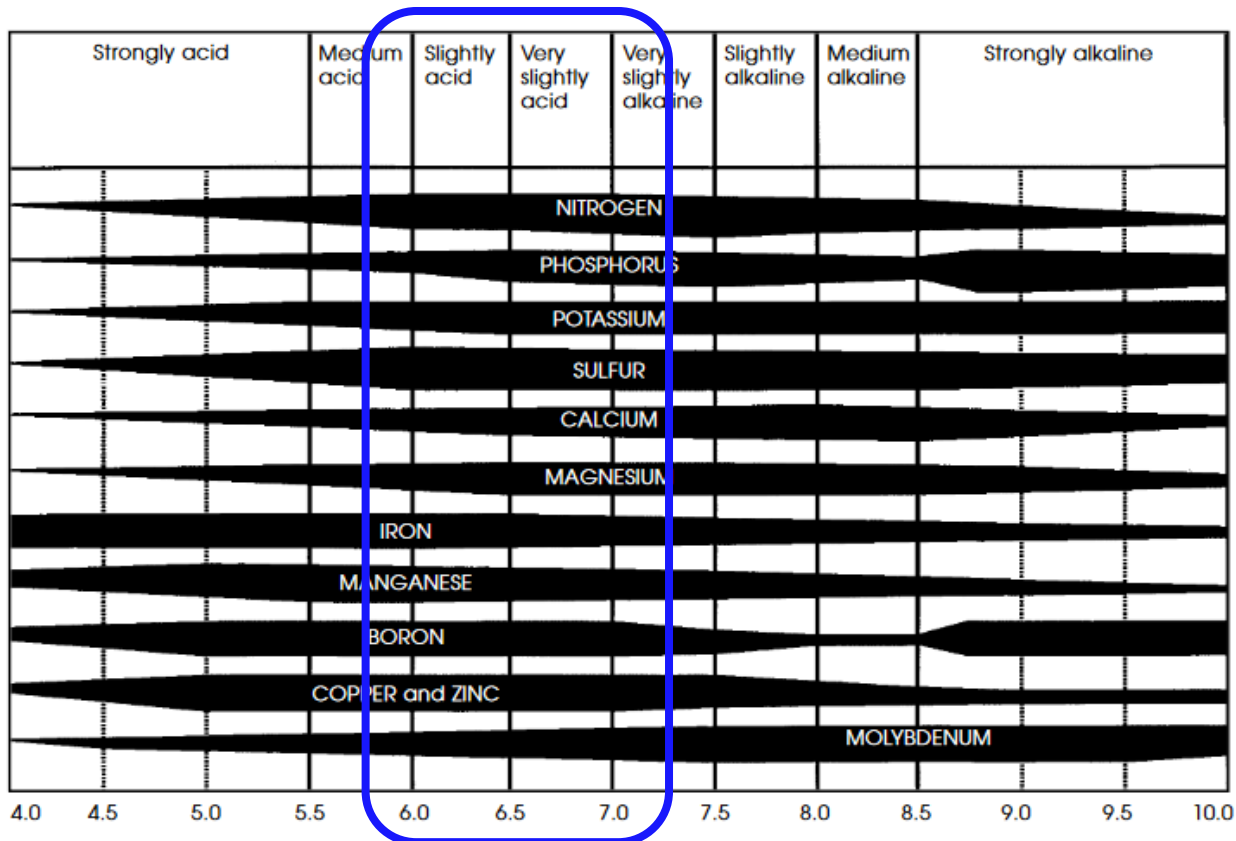 Strongly acid
Medium
acid
Slightly
acid
Very
slightly
acid
Very
slightly
alkaline
Slightly
alkaline
Medium
alkaline
Strongly alkaline
NITROGEN
PHOSPHORUS
POTASSIUM
SULFUR
CALCIUM
MAGNESIUM
IRON
MANGANESE
BORON
COPPER and ZINC
MOLYBDENUM
4.0 4.5 5.0 5.5 6.0 6.5 7.0 7.5 8.0 8.5 9.0 9.5 10.0